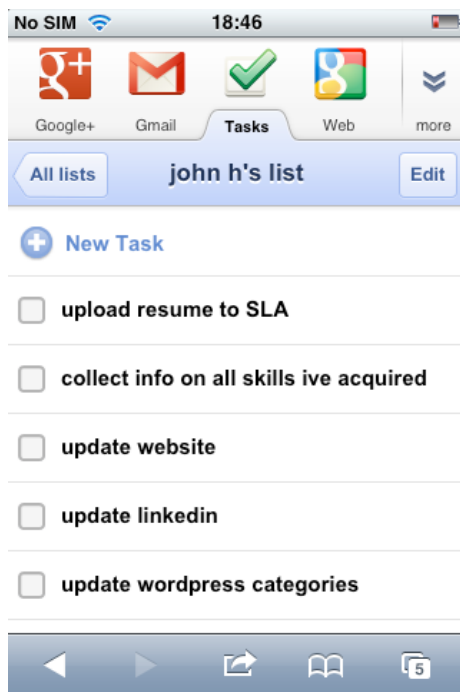 No SIM 18:46
Google+ Gmail Tasks Web more
All lists john h's list Edit
New Task
upload resume to SLA
collect info on all skills ive acquired
update website
update linkedin
update wordpress categories
5